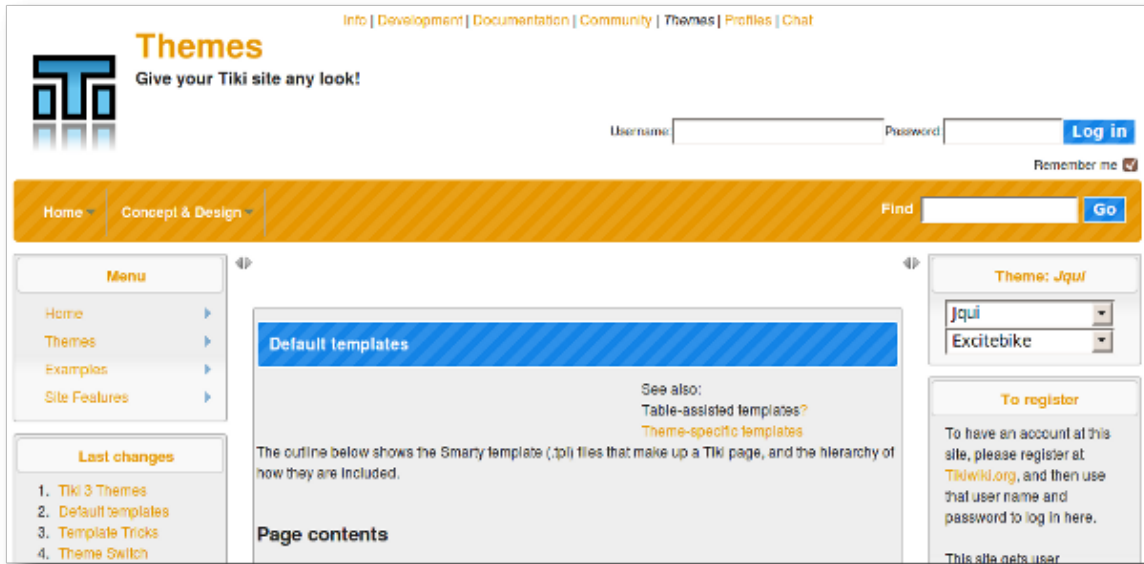 Info | Development | Documentation | Community | Themes | Profiles | Chat
Themes
Give your Tiki site any look!
Username: Password: Log in
Remember me
Home Concept & Design Find Go
Menu
Home
Themes
Examples
Site Features
Last changes
1. Tiki 3 Themes
2. Default templates
3. Template Tricks
4. Theme Switch
Default templates
See also:
Table-assisted templates?
Theme-specific templates
The outline below shows the Smarty template (.tpl) files that make up a Tiki page, and the hierarchy of
how they are included.
Page contents
Theme: Jqui
Jqui
Excitebike
To register
To have an account at this
site, please register at
Tikiwiki.org, and then use
that user name and
password to log in here.
This site gets user